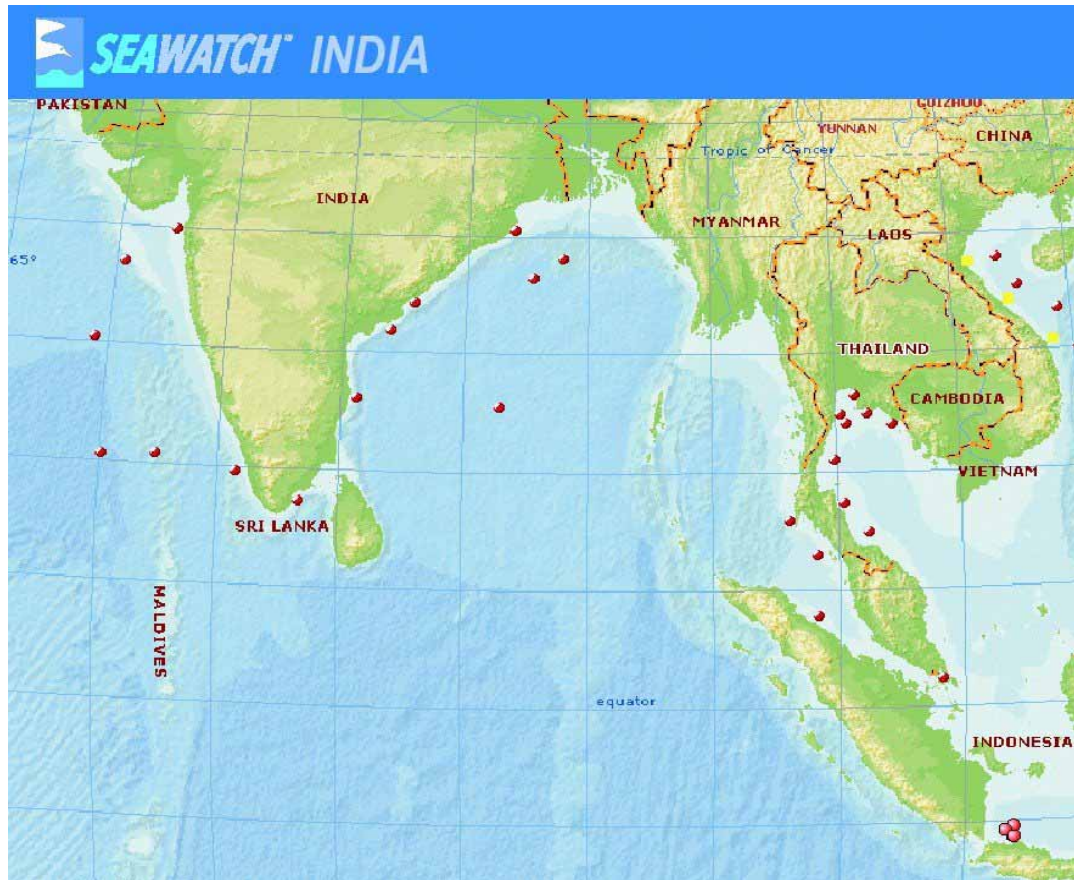 SEAWATCH™ INDIA
PAKISTAN
GUIZHOU
YUNNAN
CHINA
Tropic of Cancer
INDIA
MYANMAR
LAOS
65°
THAILAND
CAMBODIA
VIETNAM
SRI LANKA
MALDIVES
equator
INDONESIA